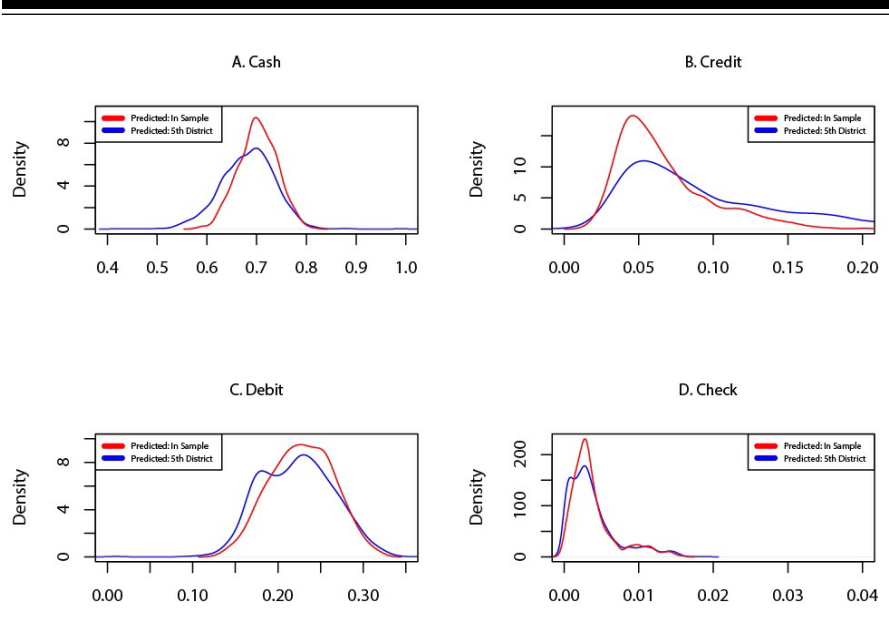 A. Cash
Density
Predicted: In Sample
Predicted: 5th District
8
4
0
0.4 0.5 0.6 0.7 0.8 0.9 1.0
B. Credit
Density
Predicted: In Sample
Predicted: 5th District
10
5
0
0.00 0.05 0.10 0.15 0.20
C. Debit
Density
Predicted: In Sample
Predicted: 5th District
8
4
0
0.00 0.10 0.20 0.30
D. Check
Density
Predicted: In Sample
Predicted: 5th District
200
100
0
0.00 0.01 0.02 0.03 0.04